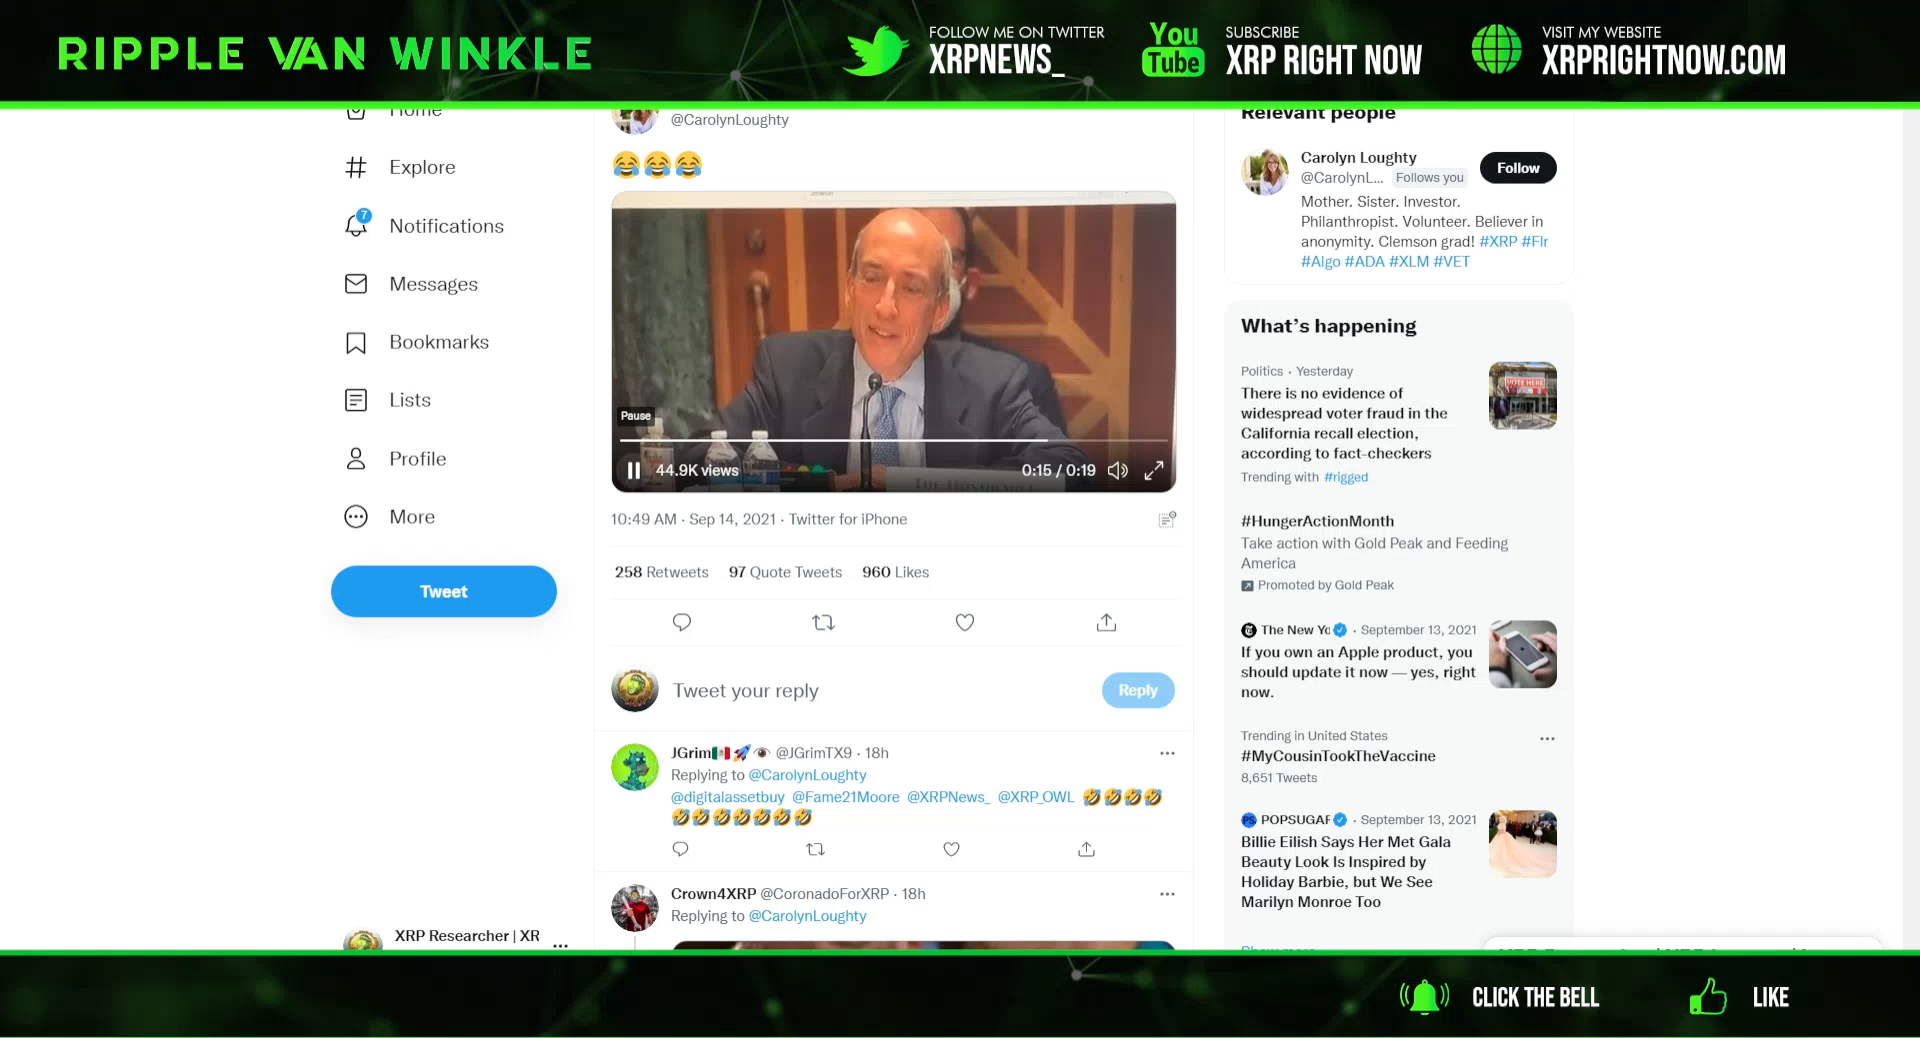 RIPPLE VAN WINKLE
FOLLOW ME ON TWITTER
XRPNEWS_
You
Tube
SUBSCRIBE
XRP RIGHT NOW
VISIT MY WEBSITE
XRPRIGHTNOW.COM
Home
Explore
7
Notifications
Messages
Bookmarks
Lists
Profile
More
Tweet
XRP Researcher | XR
@CarolynLoughty
😂😂😂
Pause
44.9K views
0:15 / 0:19
10:49 AM · Sep 14, 2021 · Twitter for iPhone
258 Retweets 97 Quote Tweets 960 Likes
Tweet your reply
Reply
JGrim🇲🇽🚀👁 @JGrimTX9 · 18h
Replying to @CarolynLoughty
@digitalassetbuy @Fame21Moore @XRPNews_ @XRP_OWL 🤣🤣🤣🤣
🤣🤣🤣🤣🤣🤣🤣
Crown4XRP @CoronadoForXRP · 18h
Replying to @CarolynLoughty
Relevant people
Carolyn Loughty
@CarolynL... Follows you
Follow
Mother. Sister. Investor.
Philanthropist. Volunteer. Believer in
anonymity. Clemson grad! #XRP #Flr
#Algo #ADA #XLM #VET
What's happening
Politics · Yesterday
There is no evidence of
widespread voter fraud in the
California recall election,
according to fact-checkers
Trending with #rigged
VOTE HERE
#HungerActionMonth
Take action with Gold Peak and Feeding
America
Promoted by Gold Peak
The New Yo · September 13, 2021
If you own an Apple product, you
should update it now — yes, right
now.
Trending in United States
#MyCousinTookTheVaccine
8,651 Tweets
PS POPSUGAR · September 13, 2021
Billie Eilish Says Her Met Gala
Beauty Look Is Inspired by
Holiday Barbie, but We See
Marilyn Monroe Too
Show more
CLICK THE BELL
LIKE